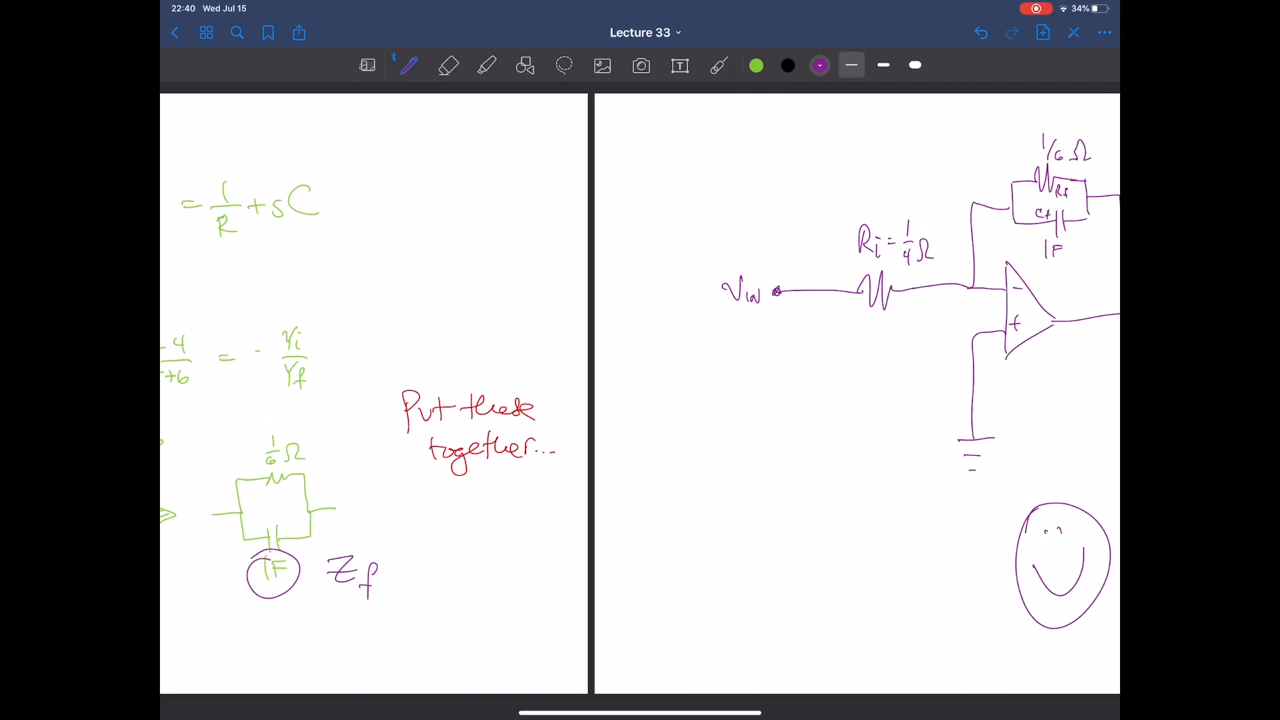 22:40 Wed Jul 15
34%
Lecture 33
T
= 1/R + sC
-4/+6 = - Yi/Yf
Put these
together...
1/6 Ω
1F
Zf
1/6 Ω
Rf
Cf
1F
Ri = 1/4 Ω
VIN
-
+